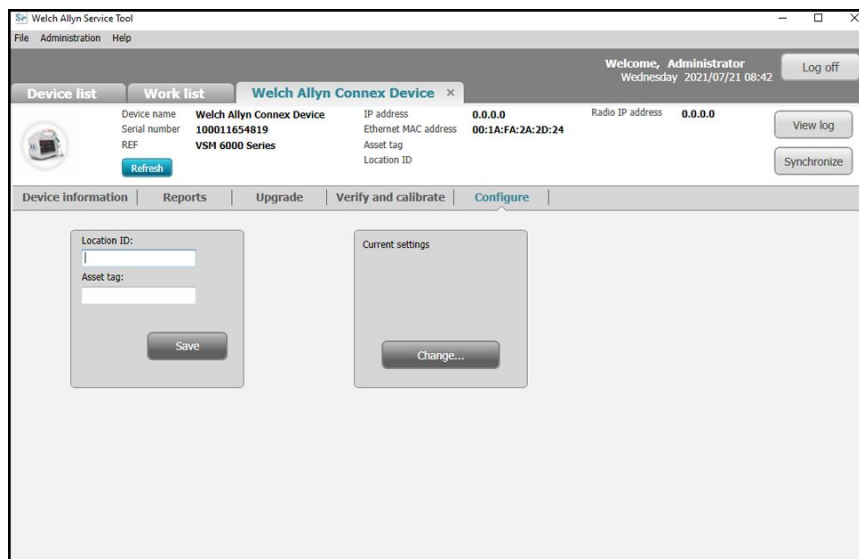 Welch Allyn Service Tool
File Administration Help
Welcome, Administrator
Wednesday 2021/07/21 08:42
Log off
Device list
Work list
Welch Allyn Connex Device ×
Device name Welch Allyn Connex Device
Serial number 100011654819
REF VSM 6000 Series
Refresh
IP address 0.0.0.0
Ethernet MAC address 00:1A:FA:2A:2D:24
Asset tag
Location ID
Radio IP address 0.0.0.0
View log
Synchronize
Device information
Reports
Upgrade
Verify and calibrate
Configure
Location ID:
Asset tag:
Save
Current settings
Change...